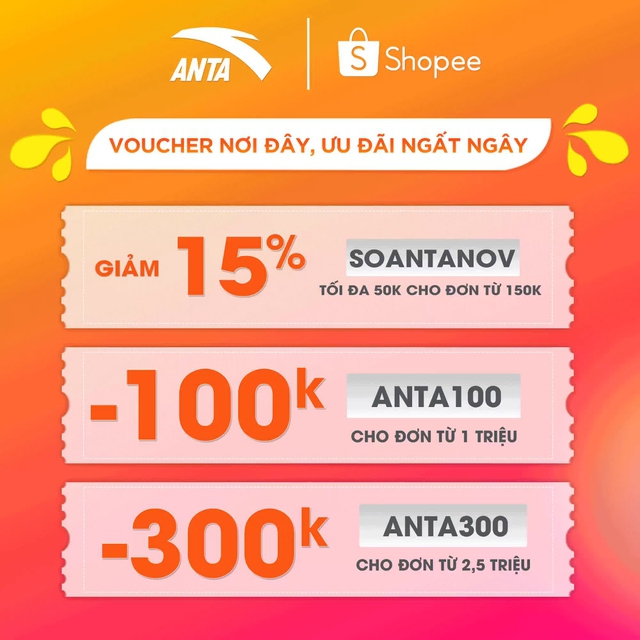 ANTA
Shopee
VOUCHER NƠI ĐÂY, ƯU ĐÃI NGẤT NGÂY
GIẢM 15%
SOANTANOV
TỐI ĐA 50K CHO ĐƠN TỪ 150K
-100k
ANTA100
CHO ĐƠN TỪ 1 TRIỆU
-300k
ANTA300
CHO ĐƠN TỪ 2,5 TRIỆU